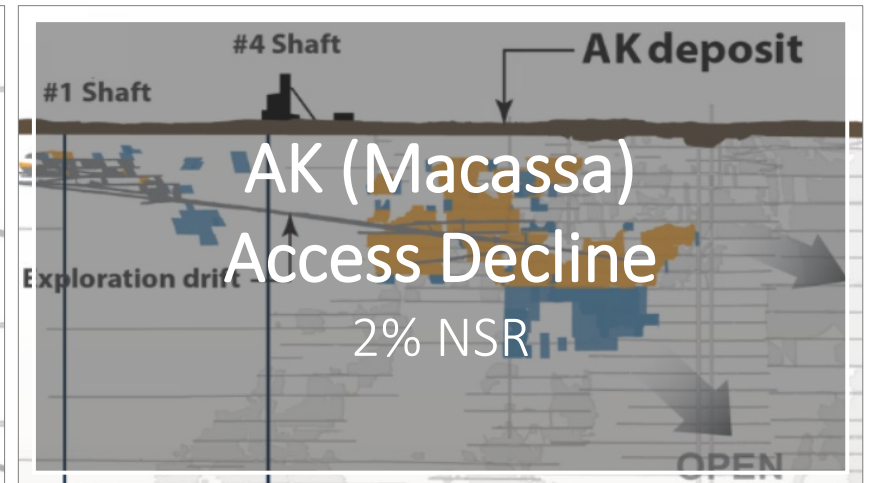 #4 Shaft
AK deposit
#1 Shaft
AK (Macassa)
Access Decline
Exploration drift
2% NSR
OPEN